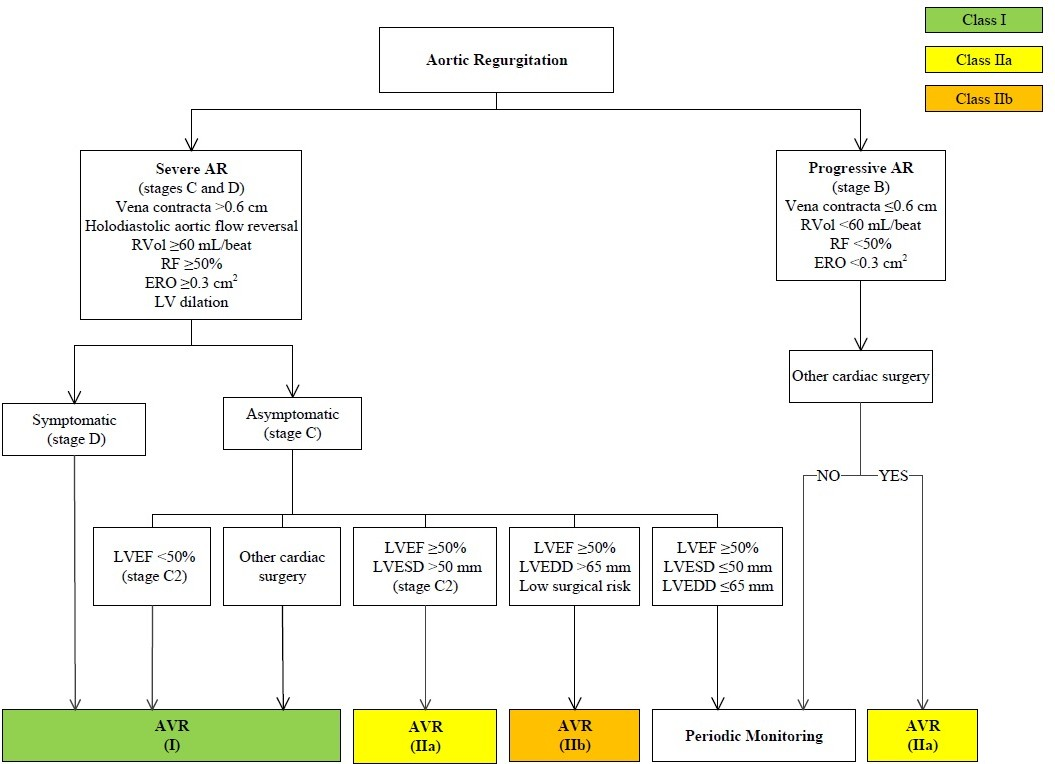 Class I
Class IIa
Class IIb
Aortic Regurgitation
Severe AR
(stages C and D)
Vena contracta >0.6 cm
Holodiastolic aortic flow reversal
RVol ≥60 mL/beat
RF ≥50%
ERO ≥0.3 cm²
LV dilation
Progressive AR
(stage B)
Vena contracta ≤0.6 cm
RVol <60 mL/beat
RF <50%
ERO <0.3 cm²
Other cardiac surgery
Symptomatic
(stage D)
Asymptomatic
(stage C)
NO
YES
LVEF <50%
(stage C2)
Other cardiac
surgery
LVEF ≥50%
LVESD >50 mm
(stage C2)
LVEF ≥50%
LVEDD >65 mm
Low surgical risk
LVEF ≥50%
LVESD ≤50 mm
LVEDD ≤65 mm
AVR
(I)
AVR
(IIa)
AVR
(IIb)
Periodic Monitoring
AVR
(IIa)